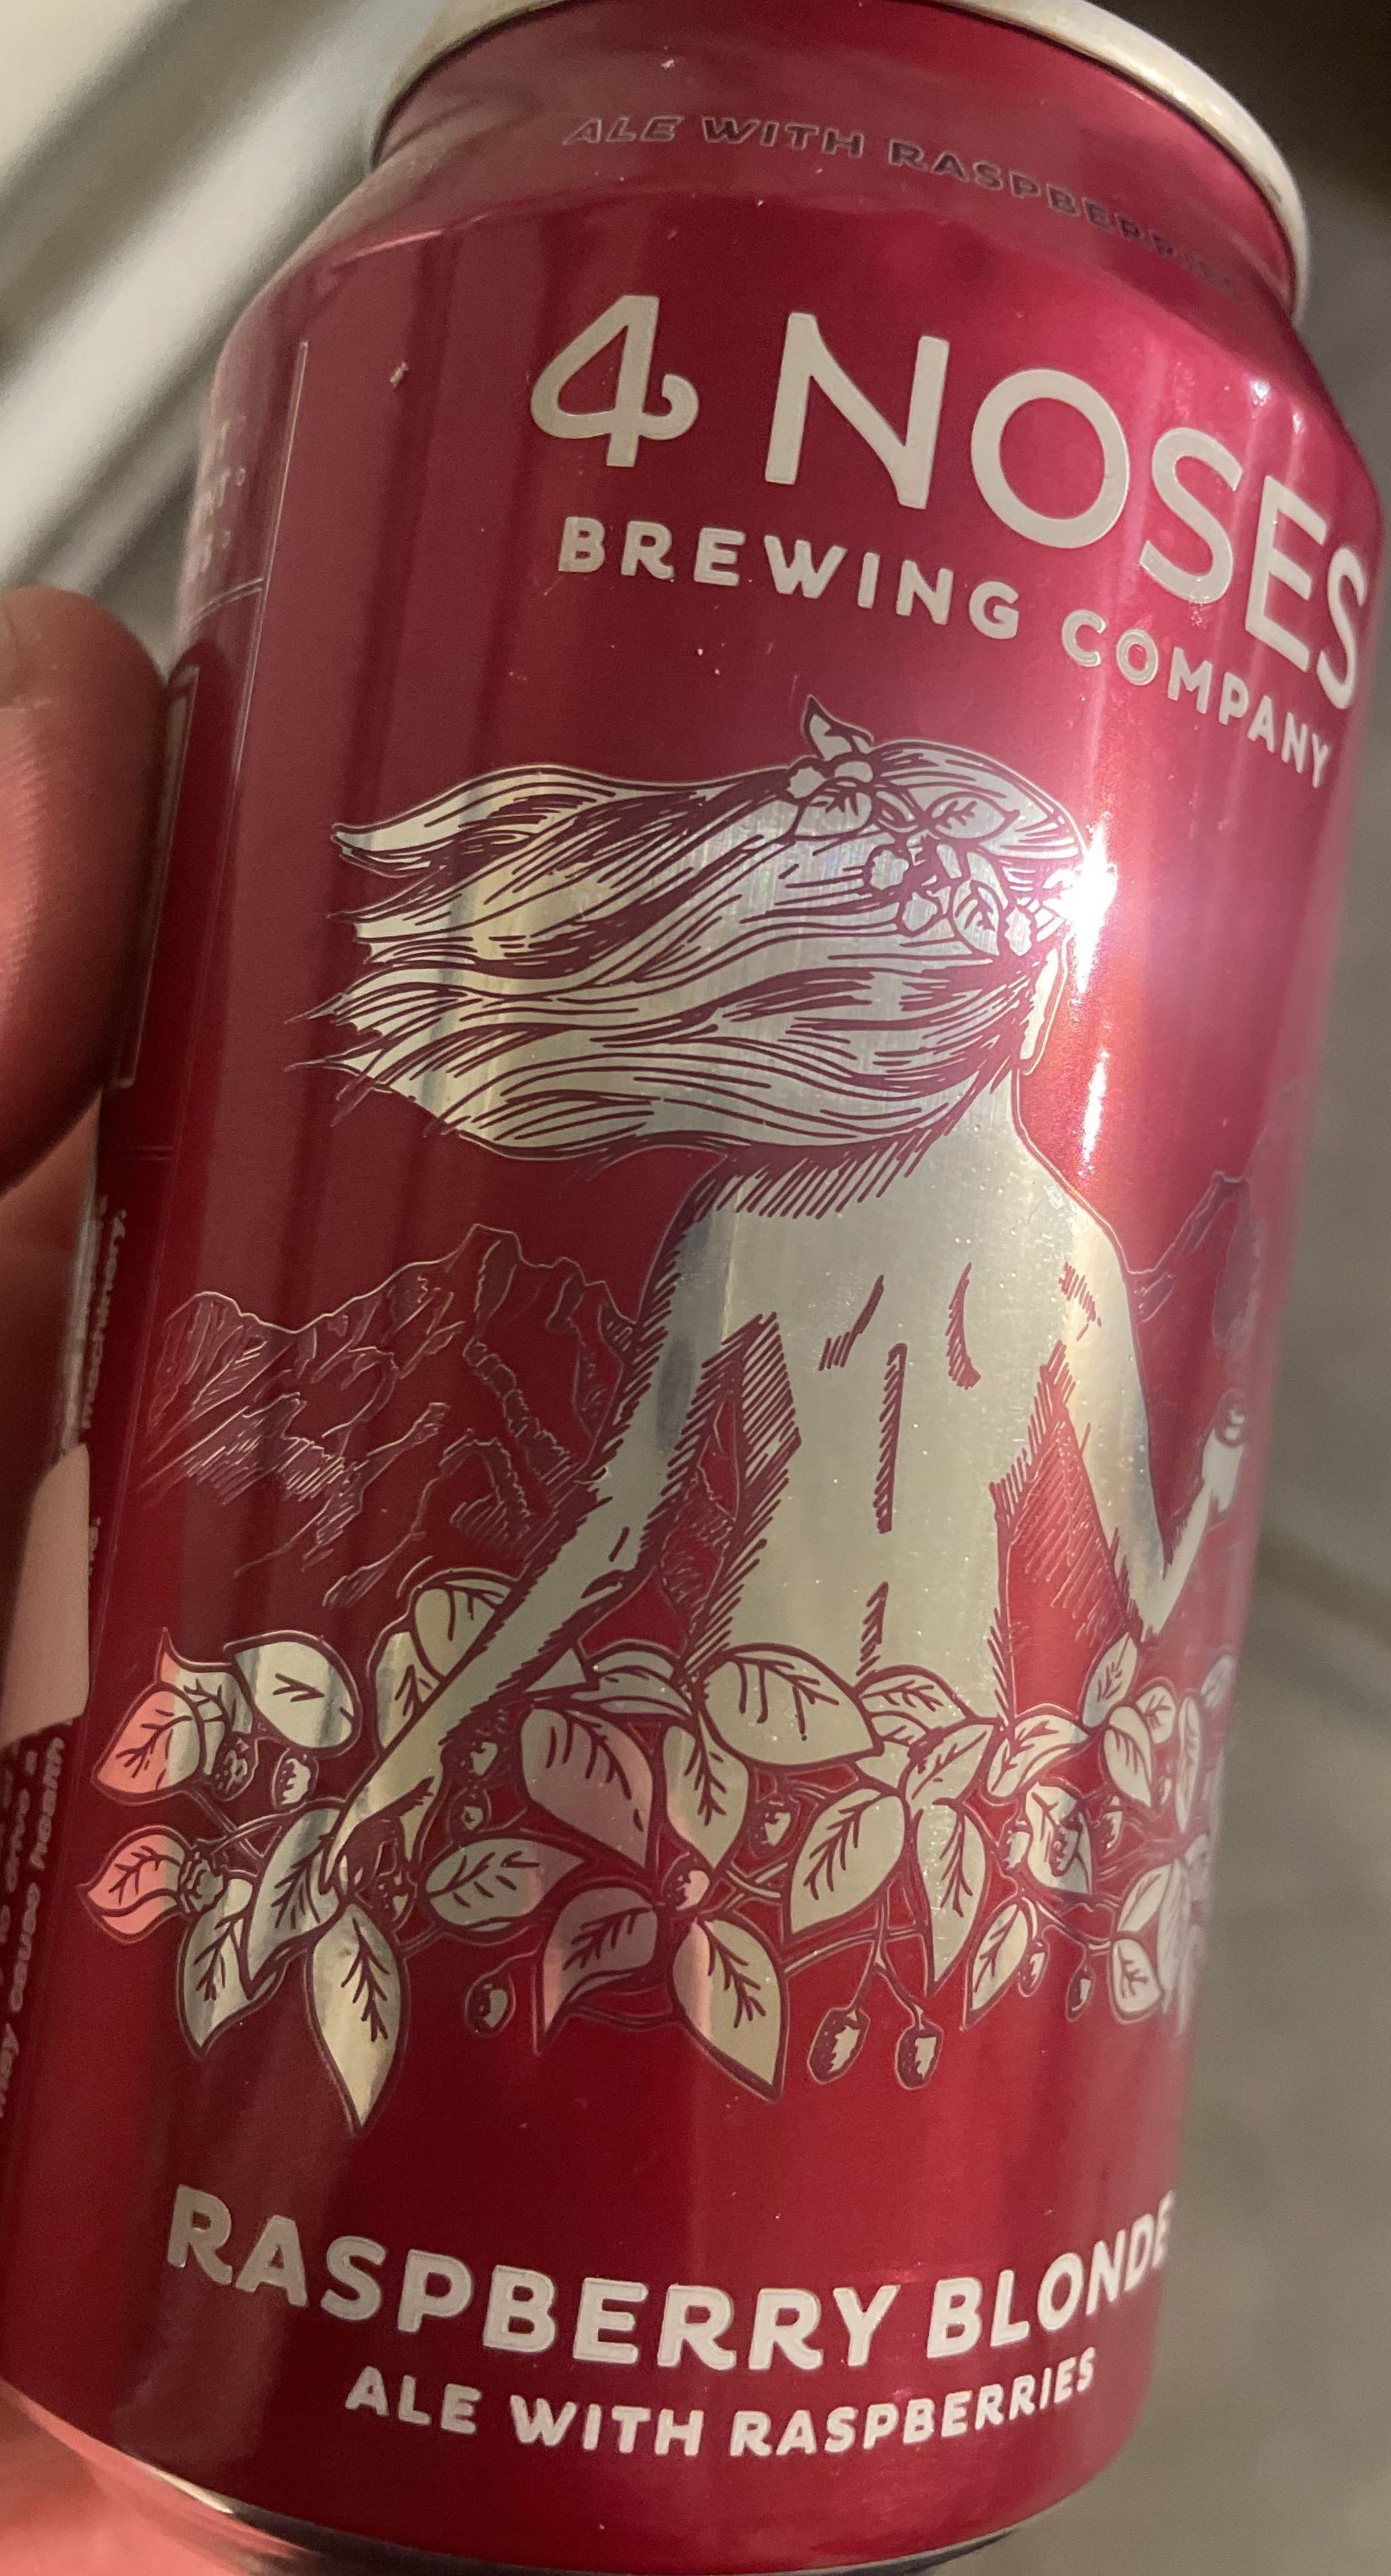 ALE WITH RASPBERRIES
4 NOSES
BREWING COMPANY
RASPBERRY BLONDE
ALE WITH RASPBERRIES